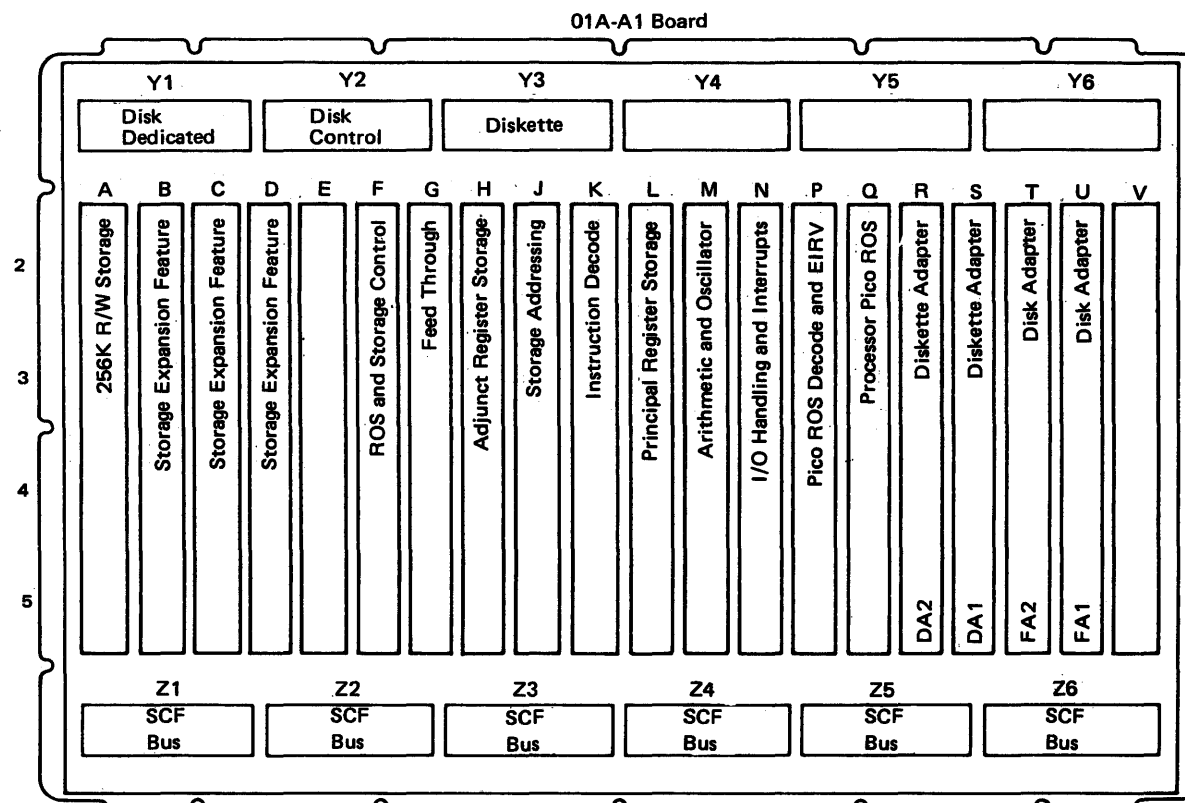 01A-A1 Board
Y1 Y2 Y3 Y4 Y5 Y6
Disk
Dedicated
Disk
Control
Diskette
A B C D E F G H J K L M N P Q R S T U V
2
3
4
5
256K R/W Storage
Storage Expansion Feature
Storage Expansion Feature
Storage Expansion Feature
ROS and Storage Control
Feed Through
Adjunct Register Storage
Storage Addressing
Instruction Decode
Principal Register Storage
Arithmetic and Oscillator
I/O Handling and Interrupts
Pico ROS Decode and EIRV
Processor Pico ROS
Diskette Adapter
DA2
Diskette Adapter
DA1
Disk Adapter
FA2
Disk Adapter
FA1
Z1 Z2 Z3 Z4 Z5 Z6
SCF
Bus
SCF
Bus
SCF
Bus
SCF
Bus
SCF
Bus
SCF
Bus